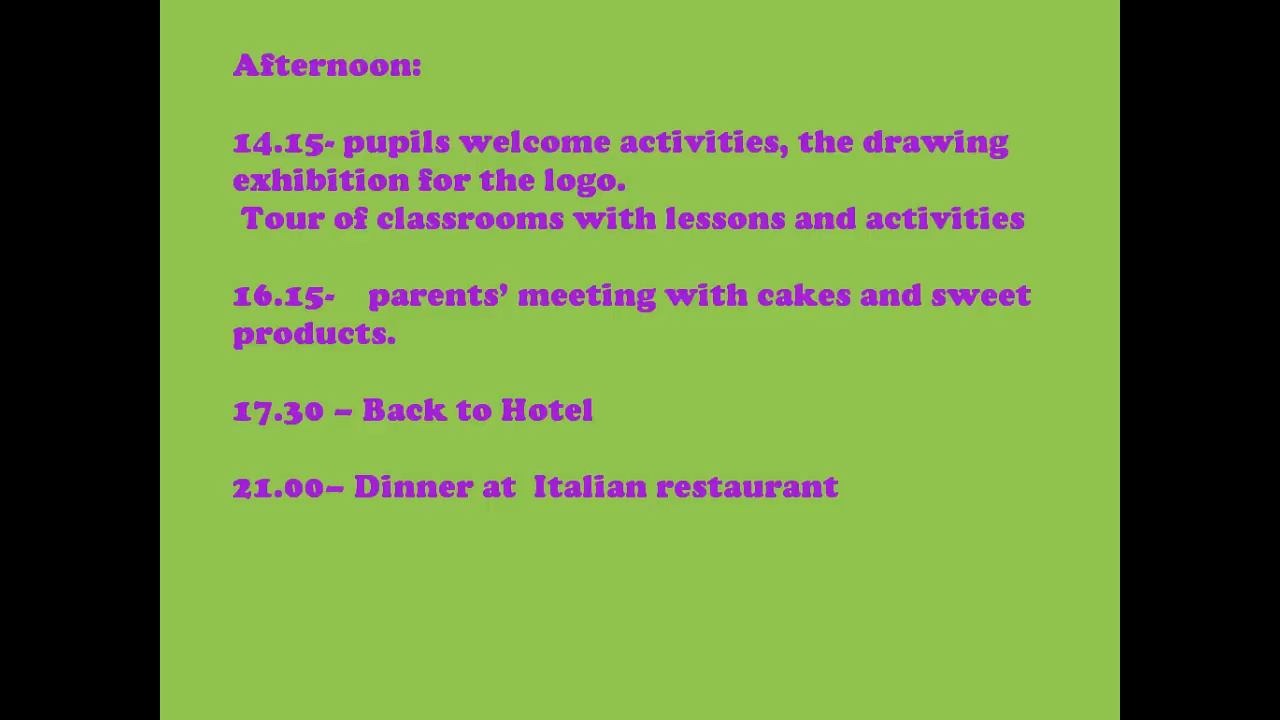 Afternoon:
14.15- pupils welcome activities, the drawing
exhibition for the logo.
Tour of classrooms with lessons and activities
16.15- parents’ meeting with cakes and sweet
products.
17.30 – Back to Hotel
21.00– Dinner at Italian restaurant